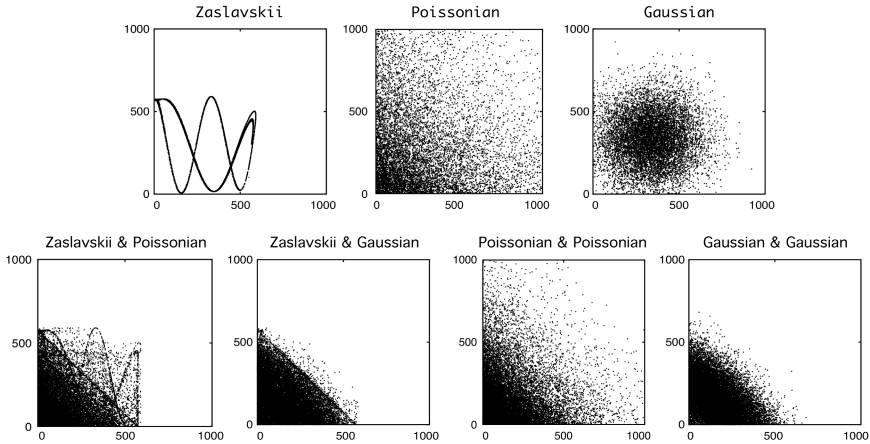 Zaslavskii Poissonian Gaussian
1000 1000 1000
500 500 500
0 0 0
0 500 1000 0 500 1000 0 500 1000
Zaslavskii & Poissonian Zaslavskii & Gaussian Poissonian & Poissonian Gaussian & Gaussian
1000 1000 1000 1000
500 500 500 500
0 0 0 0
0 500 1000 0 500 1000 0 500 1000 0 500 1000